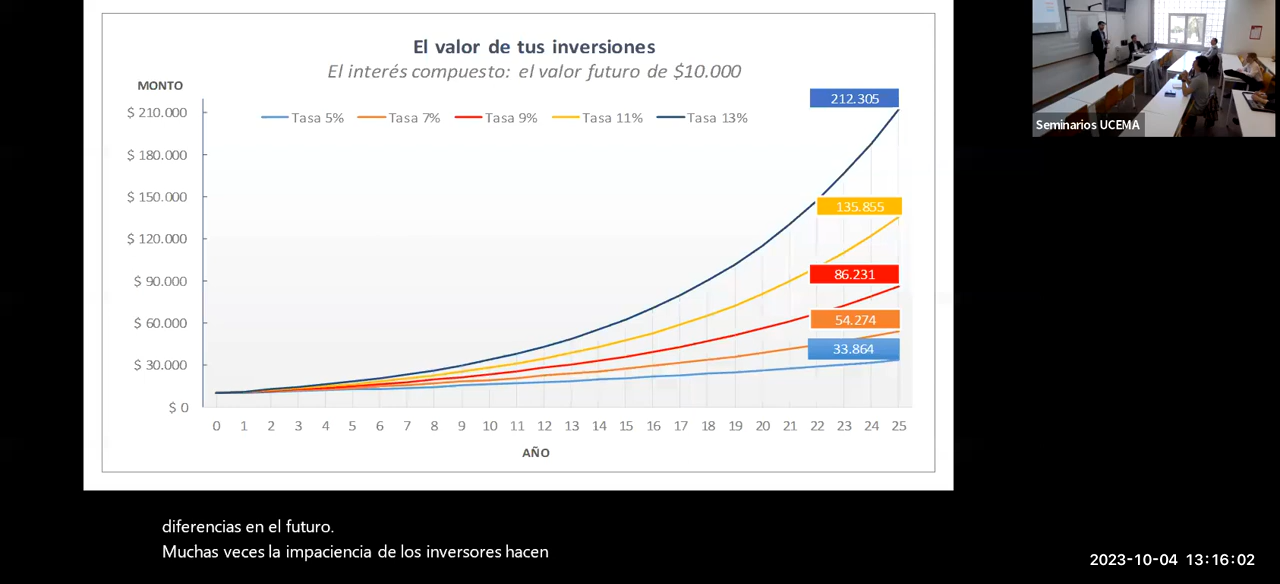 El valor de tus inversiones
El interés compuesto: el valor futuro de $10.000
MONTO
$ 210.000
$ 180.000
$ 150.000
$ 120.000
$ 90.000
$ 60.000
$ 30.000
$ 0
Tasa 5% Tasa 7% Tasa 9% Tasa 11% Tasa 13%
212.305
135.855
86.231
54.274
33.864
0 1 2 3 4 5 6 7 8 9 10 11 12 13 14 15 16 17 18 19 20 21 22 23 24 25
AÑO
Seminarios UCEMA
diferencias en el futuro.
Muchas veces la impaciencia de los inversores hacen
2023-10-04 13:16:02